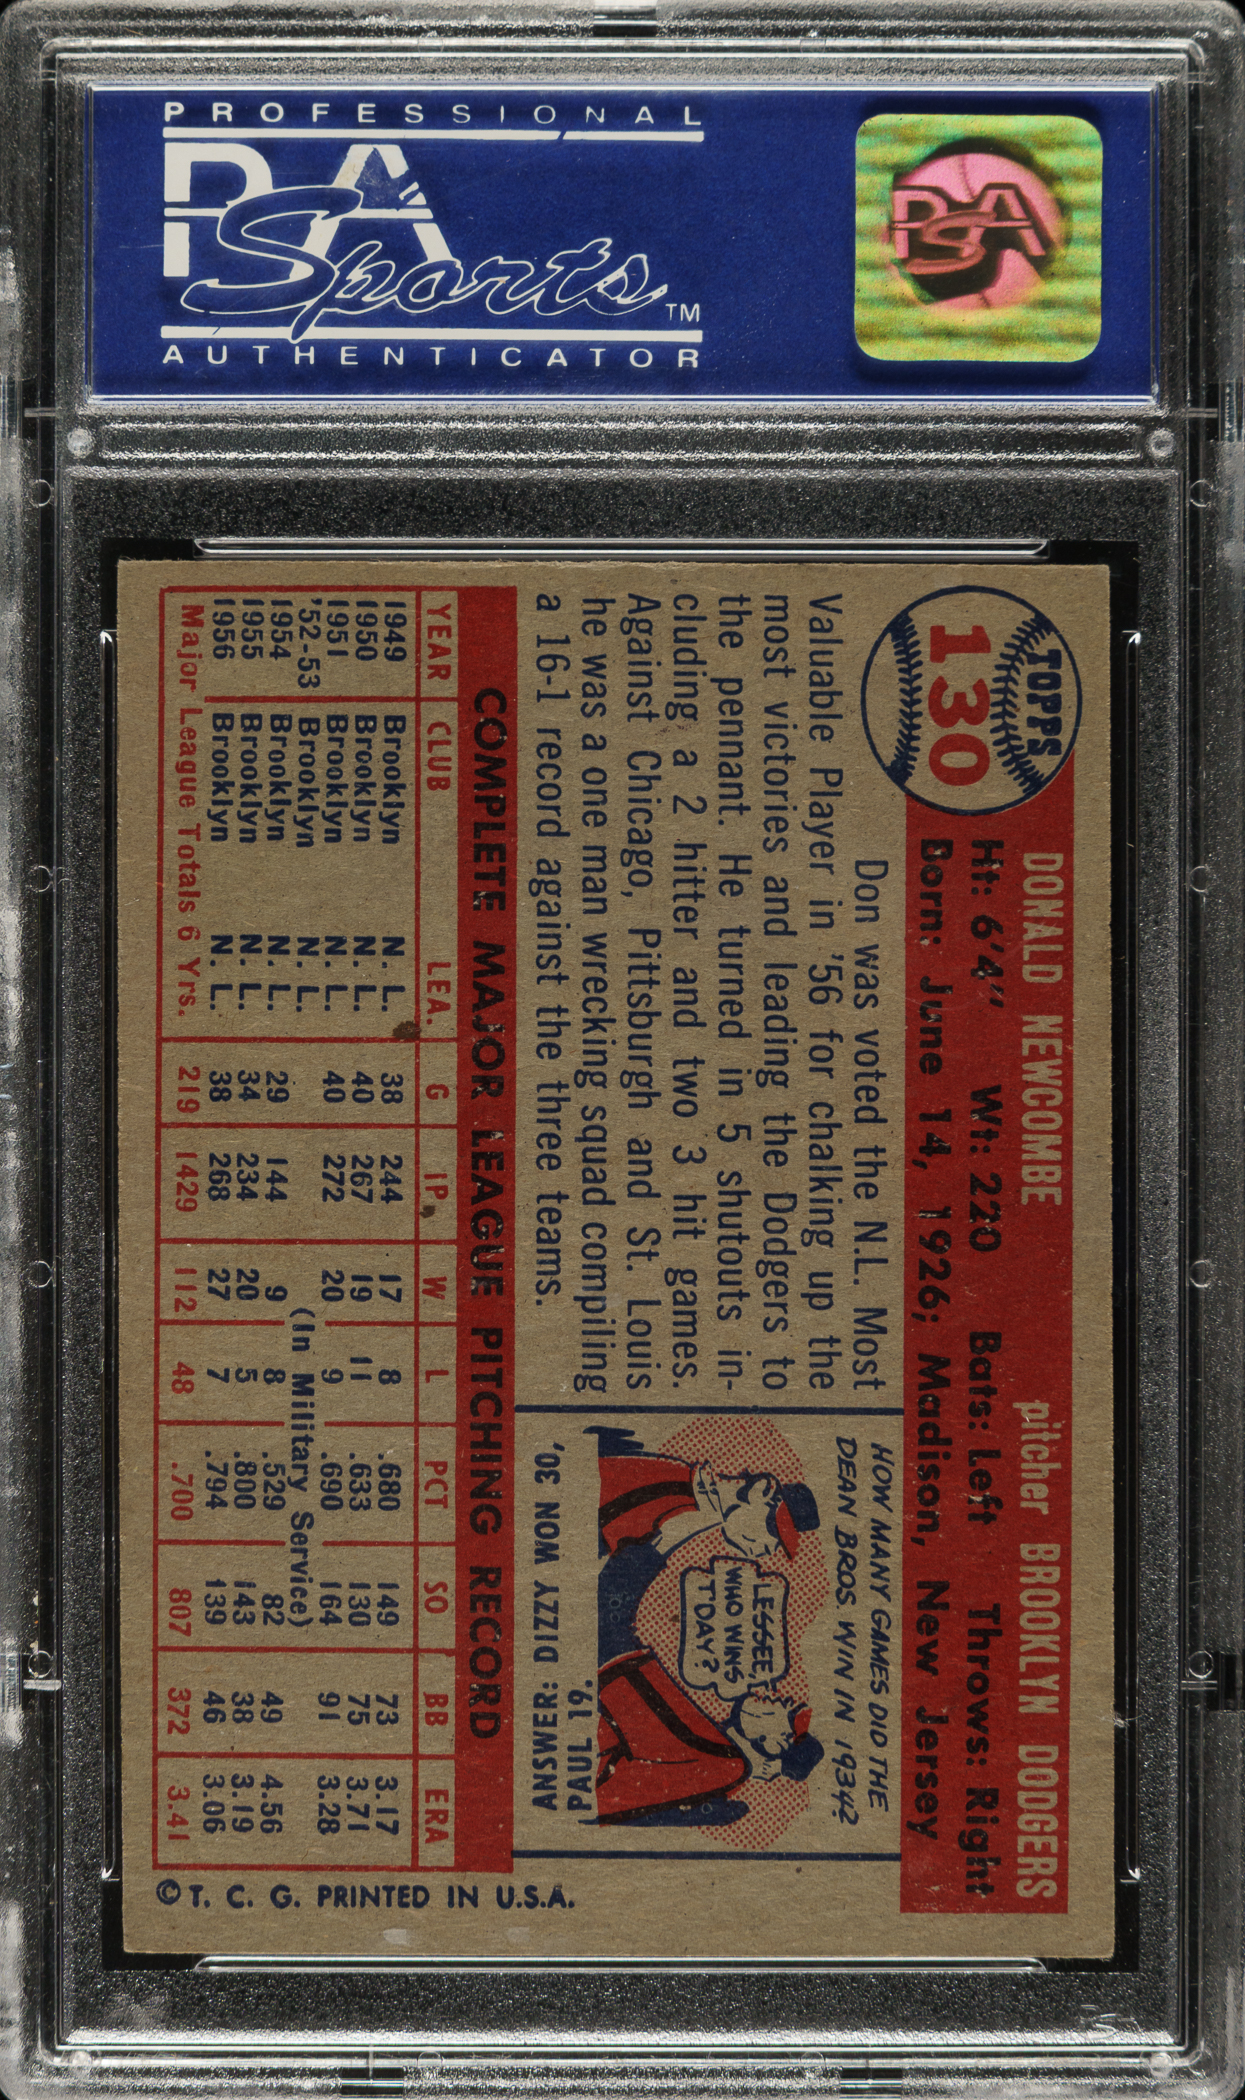 PROFESSIONAL
PSA
Sports™
AUTHENTICATOR
PSA
TOPPS
130
DONALD NEWCOMBE pitcher BROOKLYN DODGERS
Ht: 6'4" Wt: 220 Bats: Left Throws: Right
Born: June 14, 1926; Madison, New Jersey
Don was voted the N.L. Most
Valuable Player in '56 for chalking up the
most victories and leading the Dodgers to
the pennant. He turned in 5 shutouts in-
cluding a 2 hitter and two 3 hit games.
Against Chicago, Pittsburgh and St. Louis
he was a one man wrecking squad compiling
a 16-1 record against the three teams.
HOW MANY GAMES DID THE
DEAN BROS. WIN IN 1934?
LESSEE,
WHO WINS
T'DAY?
ANSWER: DIZZY WON 30,
PAUL 19.
COMPLETE MAJOR LEAGUE PITCHING RECORD
YEAR CLUB LEA. G IP W L PCT SO BB ERA
1949 Brooklyn N. L. 38 244 17 8 .680 149 73 3.17
1950 Brooklyn N. L. 40 267 19 11 .633 130 75 3.71
1951 Brooklyn N. L. 40 272 20 9 .690 164 91 3.28
'52-53 Brooklyn N. L. (In Military Service)
1954 Brooklyn N. L. 29 144 9 8 .529 82 49 4.56
1955 Brooklyn N. L. 34 234 20 5 .800 143 38 3.19
1956 Brooklyn N. L. 38 268 27 7 .794 139 46 3.06
Major League Totals 6 Yrs. 219 1429 112 48 .700 807 372 3.41
© T. C. G. PRINTED IN U.S.A.